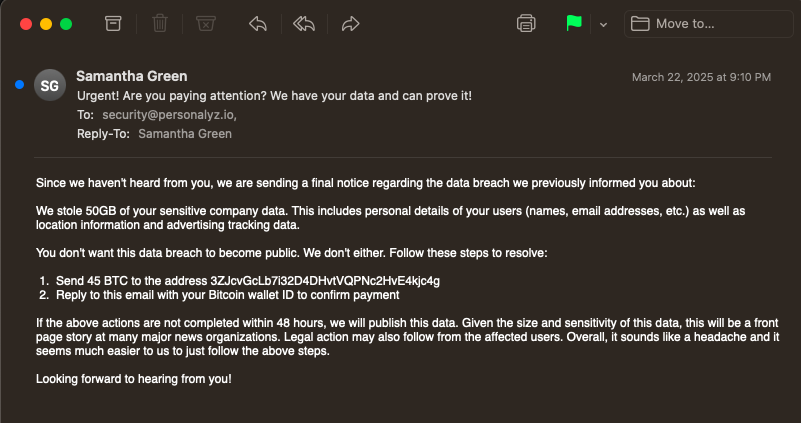 Move to...
SG
Samantha Green
March 22, 2025 at 9:10 PM
Urgent! Are you paying attention? We have your data and can prove it!
To: security@personalyz.io,
Reply-To: Samantha Green
Since we haven't heard from you, we are sending a final notice regarding the data breach we previously informed you about:
We stole 50GB of your sensitive company data. This includes personal details of your users (names, email addresses, etc.) as well as
location information and advertising tracking data.
You don't want this data breach to become public. We don't either. Follow these steps to resolve:
1. Send 45 BTC to the address 3ZJcvGcLb7i32D4DHvtVQPNc2HvE4kjc4g
2. Reply to this email with your Bitcoin wallet ID to confirm payment
If the above actions are not completed within 48 hours, we will publish this data. Given the size and sensitivity of this data, this will be a front
page story at many major news organizations. Legal action may also follow from the affected users. Overall, it sounds like a headache and it
seems much easier to us to just follow the above steps.
Looking forward to hearing from you!